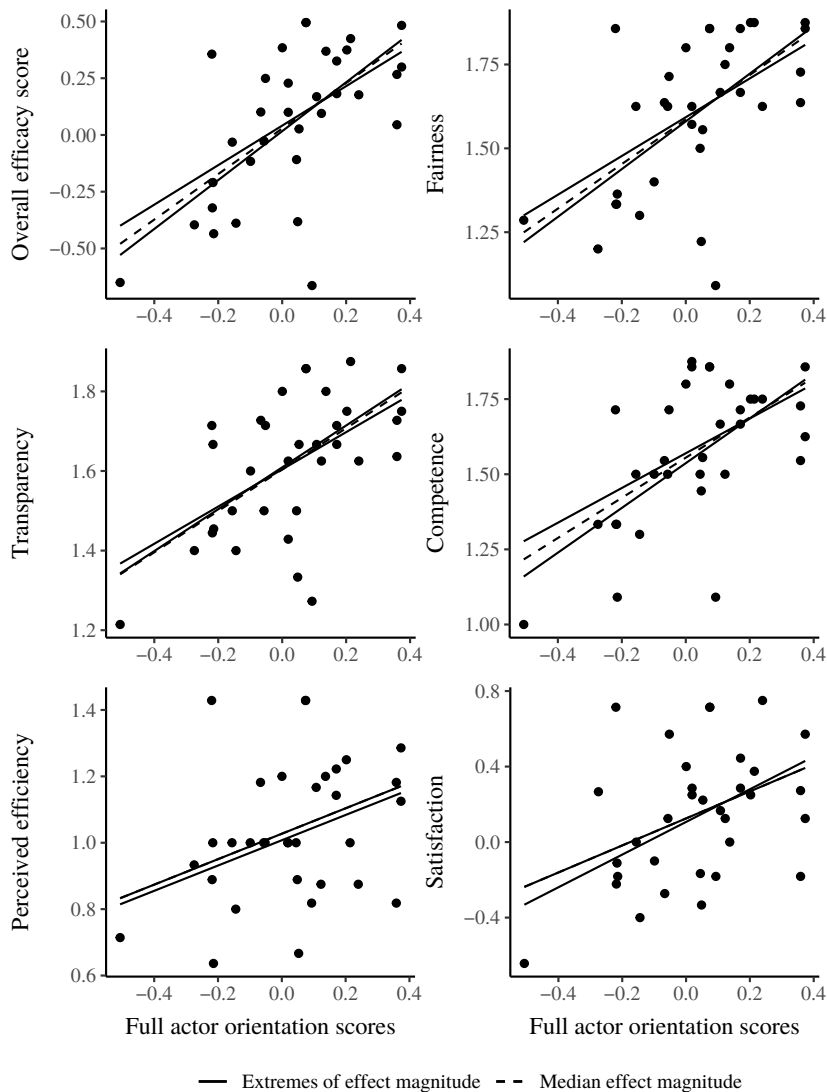 Overall efficacy score
0.50
0.25
0.00
−0.25
−0.50
−0.4 −0.2 0.0 0.2 0.4
Fairness
1.75
1.50
1.25
−0.4 −0.2 0.0 0.2 0.4
Transparency
1.8
1.6
1.4
1.2
−0.4 −0.2 0.0 0.2 0.4
Competence
1.75
1.50
1.25
1.00
−0.4 −0.2 0.0 0.2 0.4
Perceived efficiency
1.4
1.2
1.0
0.8
0.6
−0.4 −0.2 0.0 0.2 0.4
Full actor orientation scores
Satisfaction
0.8
0.4
0.0
−0.4
−0.4 −0.2 0.0 0.2 0.4
Full actor orientation scores
Extremes of effect magnitude Median effect magnitude